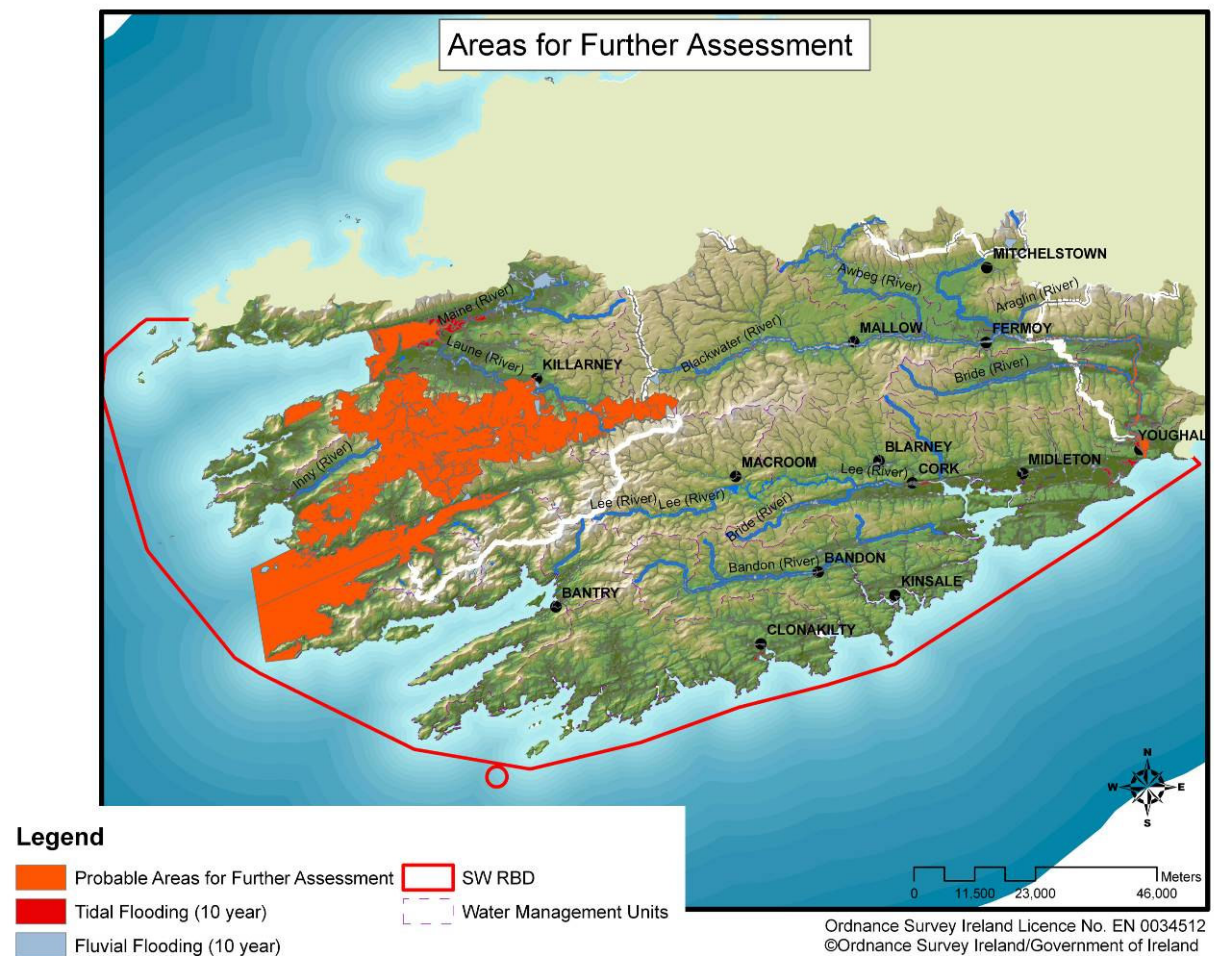 Areas for Further Assessment
MITCHELSTOWN
Awbeg (River)
Maine (River)
Araglin (River)
MALLOW
FERMOY
Laune (River)
Blackwater (River)
KILLARNEY
Bride (River)
YOUGHAL
BLARNEY
Inny (River)
MACROOM
Lee (River)
CORK
MIDLETON
Lee (River)
Lee (River)
Bride (River)
Bandon (River)
BANDON
KINSALE
BANTRY
CLONAKILTY
N
W
E
S
Meters
0
11,500
23,000
46,000
Legend
Probable Areas for Further Assessment
SW RBD
Tidal Flooding (10 year)
Water Management Units
Fluvial Flooding (10 year)
Ordnance Survey Ireland Licence No. EN 0034512
©Ordnance Survey Ireland/Government of Ireland